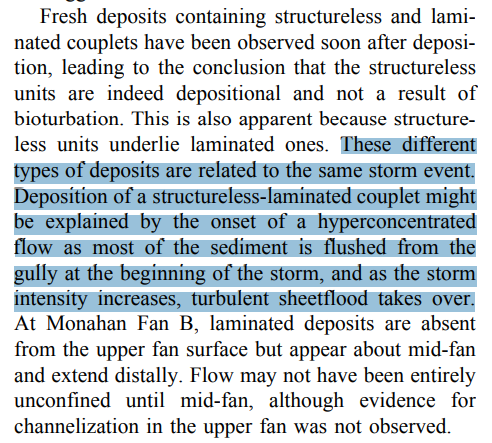 Fresh deposits containing structureless and lami-
nated couplets have been observed soon after deposi-
tion, leading to the conclusion that the structureless
units are indeed depositional and not a result of
bioturbation. This is also apparent because structure-
less units underlie laminated ones. These different
types of deposits are related to the same storm event.
Deposition of a structureless-laminated couplet might
be explained by the onset of a hyperconcentrated
flow as most of the sediment is flushed from the
gully at the beginning of the storm, and as the storm
intensity increases, turbulent sheetflood takes over.
At Monahan Fan B, laminated deposits are absent
from the upper fan surface but appear about mid-fan
and extend distally. Flow may not have been entirely
unconfined until mid-fan, although evidence for
channelization in the upper fan was not observed.